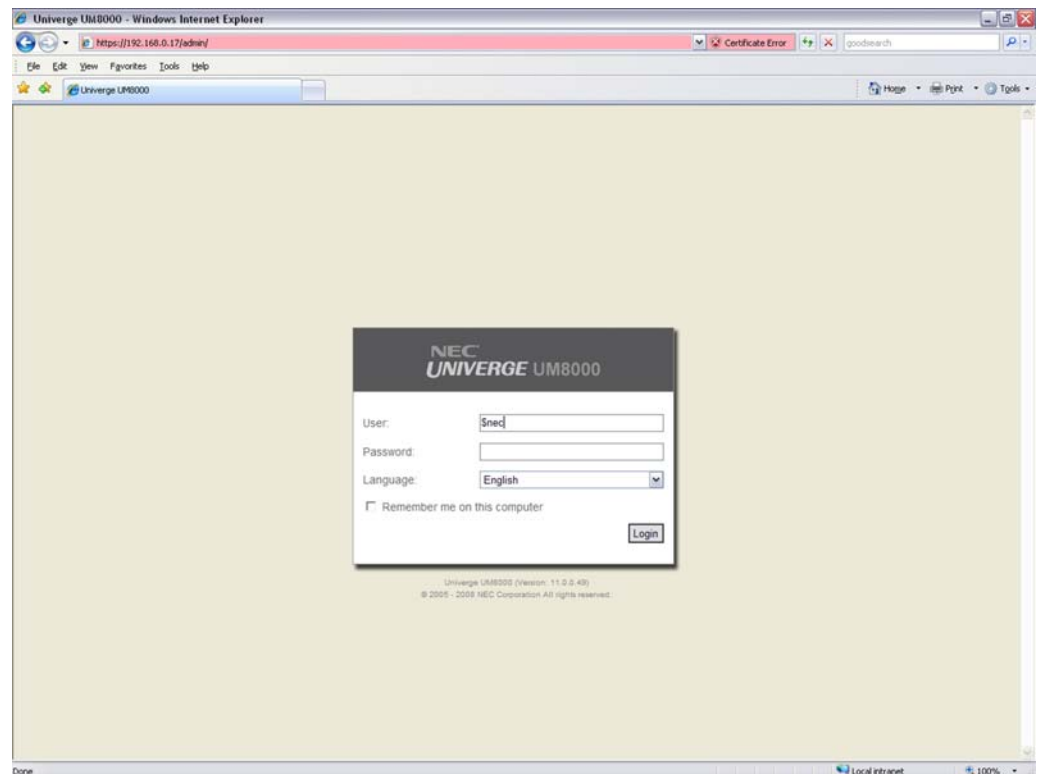 Univerge UM8000 - Windows Internet Explorer
https://192.168.0.17/admin/
Certificate Error
goodsearch
File Edit View Favorites Tools Help
Univerge UM8000
Home Print Tools
NEC
UNIVERGE UM8000
User: $nec
Password:
Language: English
Remember me on this computer
Login
Univerge UM8000 (Version: 11.0.0.49)
© 2005 - 2008 NEC Corporation All rights reserved.
Done
Local intranet
100%